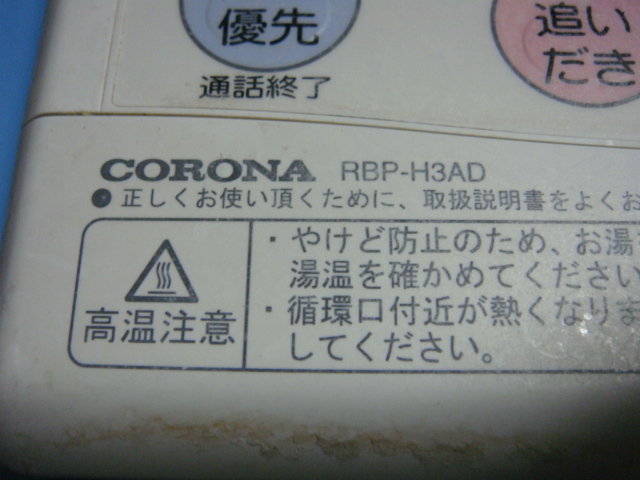 優先
追い
だき
通話終了
CORONA RBP-H3AD
●正しくお使い頂くために、取扱説明書をよくお
高温注意
・やけど防止のため、お湯
湯温を確かめてください
・循環口付近が熱くなりま
してください。